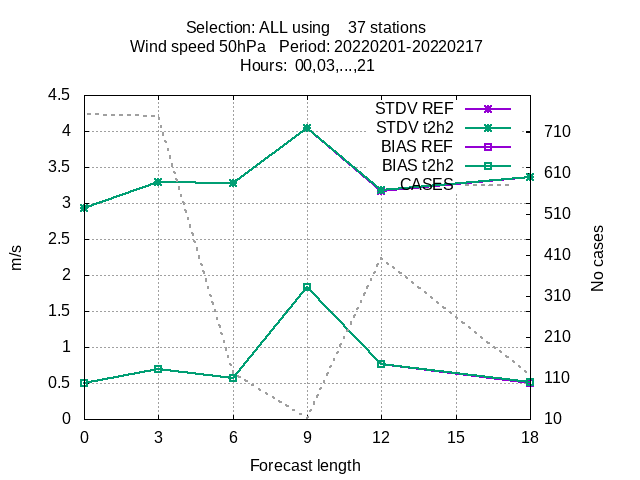 Selection: ALL using 37 stations
Wind speed 50hPa Period: 20220201-20220217
Hours: 00,03,...,21
STDV REF
STDV t2h2
BIAS REF
BIAS t2h2
CASES
4.5
4
3.5
3
2.5
2
1.5
1
0.5
0
m/s
710
610
510
410
310
210
110
10
No cases
0 3 6 9 12 15 18
Forecast length